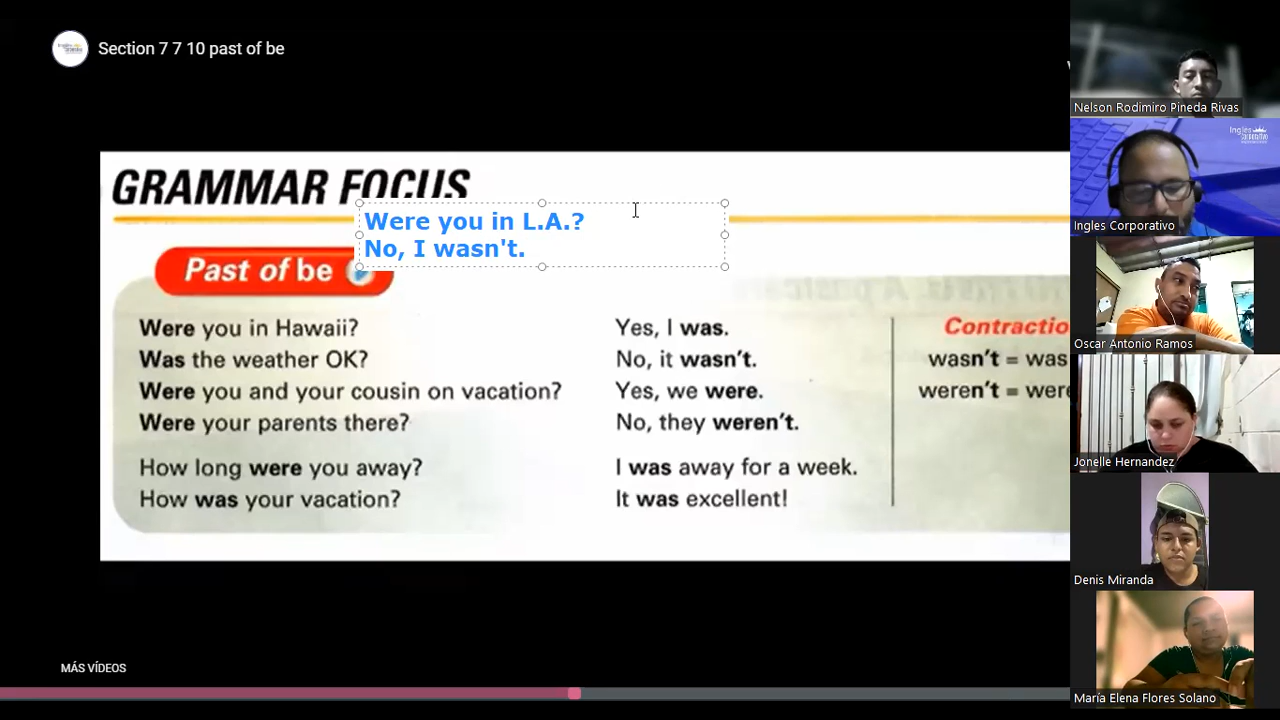 Section 7 7 10 past of be
GRAMMAR FOCUS
Were you in L.A.?
No, I wasn't.
Past of be
Were you in Hawaii? Yes, I was.
Was the weather OK? No, it wasn't.
Were you and your cousin on vacation? Yes, we were.
Were your parents there? No, they weren't.
How long were you away? I was away for a week.
How was your vacation? It was excellent!
Contractio
wasn't = was
weren't = were
MÁS VÍDEOS
Nelson Rodimiro Pineda Rivas
Ingles Corporativo
Oscar Antonio Ramos
Jonelle Hernandez
Denis Miranda
María Elena Flores Solano